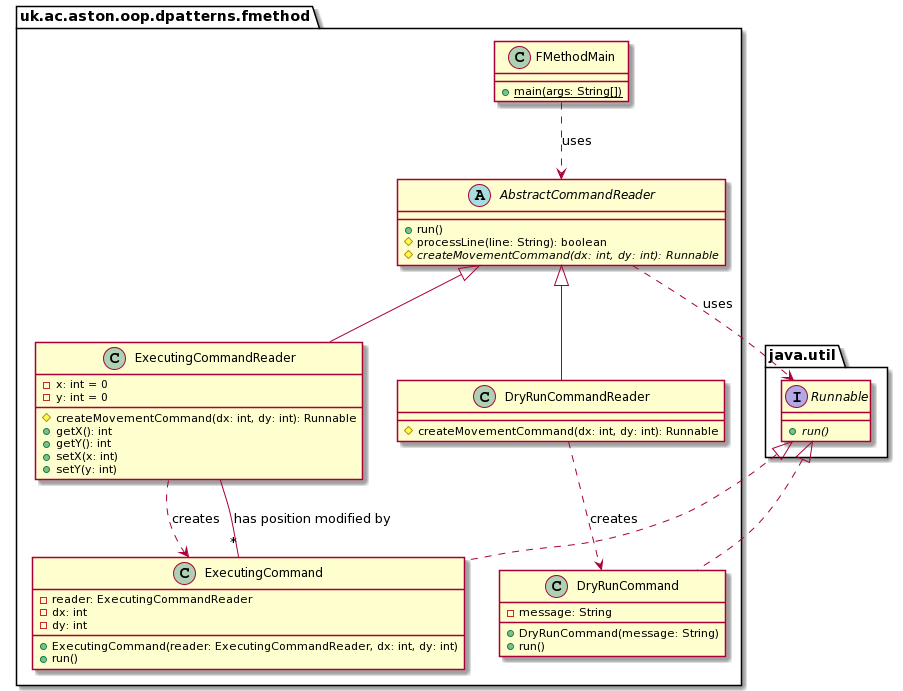 uk.ac.aston.oop.dpatterns.fmethod
C FMethodMain
main(args: String[])
uses
A AbstractCommandReader
run()
processLine(line: String): boolean
createMovementCommand(dx: int, dy: int): Runnable
uses
java.util
I Runnable
run()
C ExecutingCommandReader
x: int = 0
y: int = 0
createMovementCommand(dx: int, dy: int): Runnable
getX(): int
getY(): int
setX(x: int)
setY(y: int)
C DryRunCommandReader
createMovementCommand(dx: int, dy: int): Runnable
creates
has position modified by
*
creates
C ExecutingCommand
reader: ExecutingCommandReader
dx: int
dy: int
ExecutingCommand(reader: ExecutingCommandReader, dx: int, dy: int)
run()
C DryRunCommand
message: String
DryRunCommand(message: String)
run()